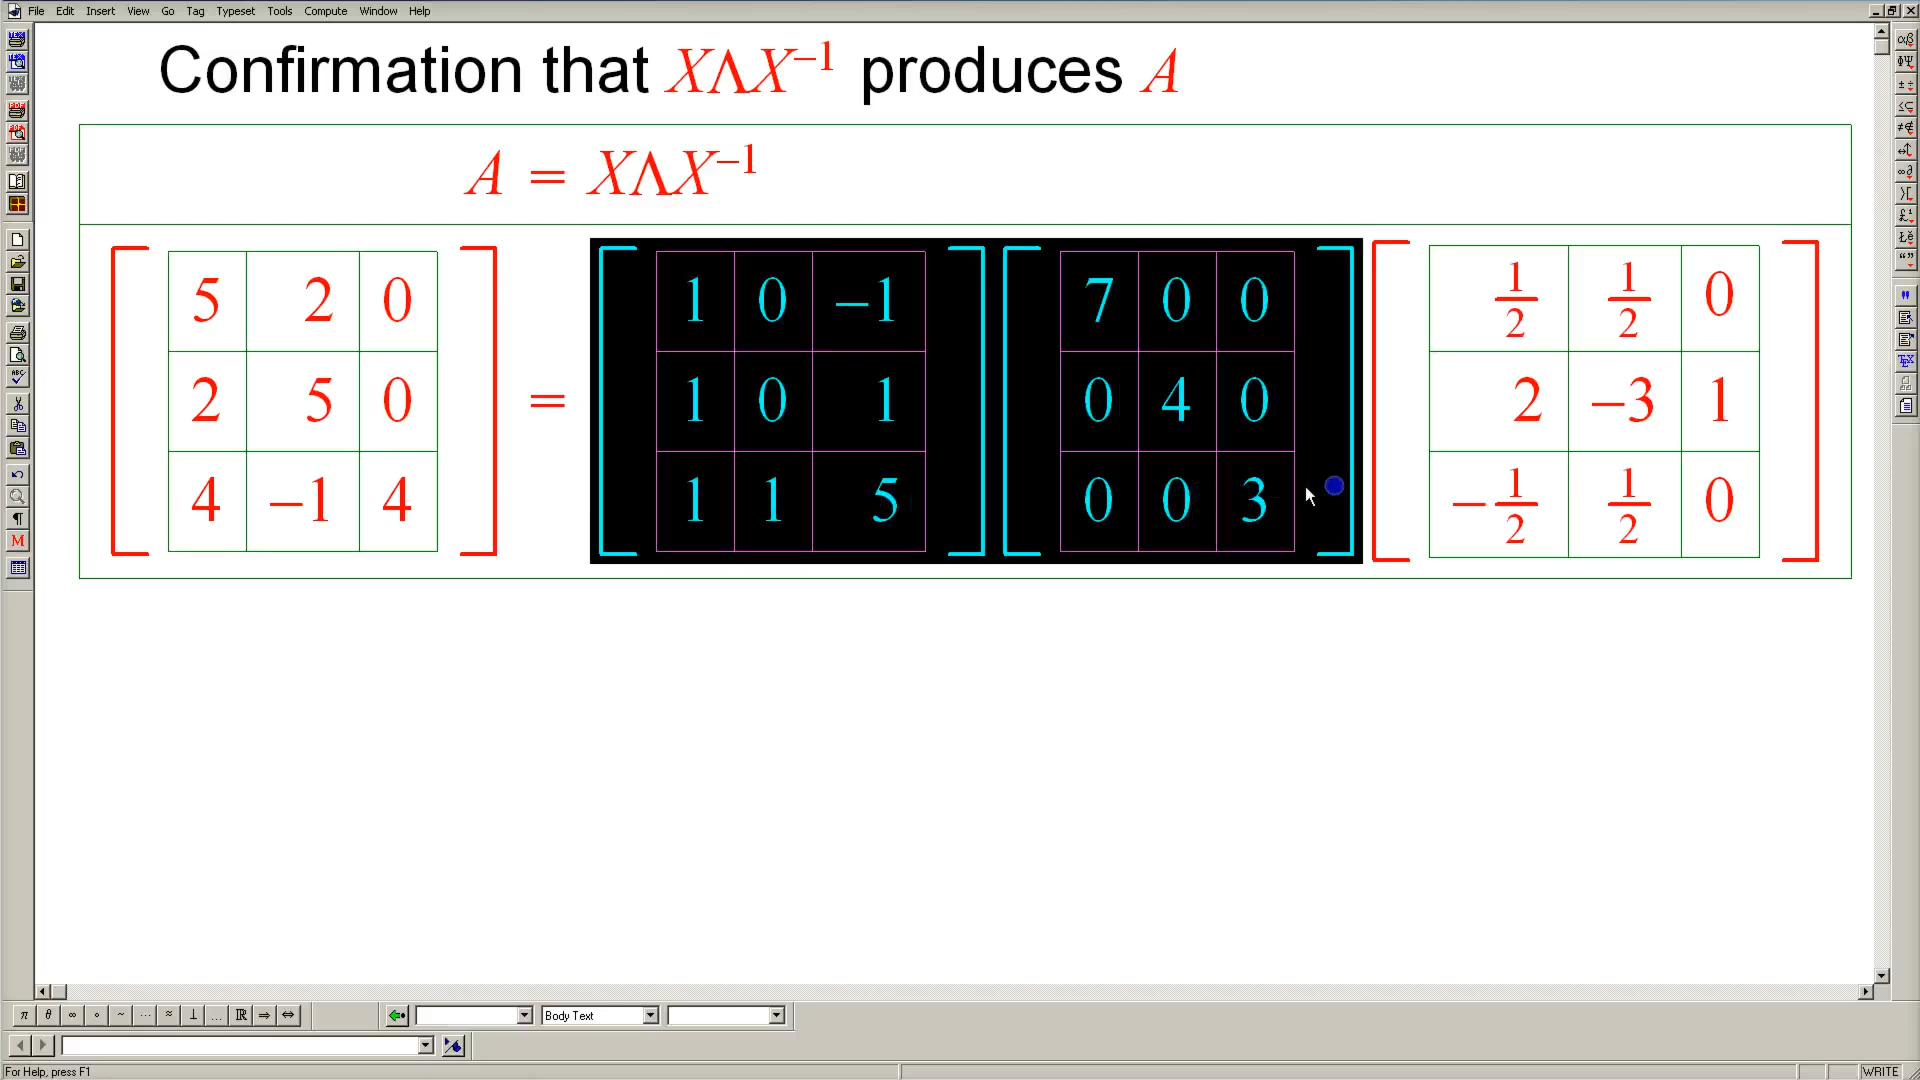 File Edit Insert View Go Tag Typeset Tools Compute Window Help
Confirmation that XΛX⁻¹ produces A
A = XΛX⁻¹
[5 2 0; 2 5 0; 4 −1 4] = [1 0 −1; 1 0 1; 1 1 5] [7 0 0; 0 4 0; 0 0 3] [1/2 1/2 0; 2 −3 1; −1/2 1/2 0]
π θ ∞ ∘ ~ ⋯ ≈ ⊥ … ℝ ⇒ ⇔ Body Text
For Help, press F1 WRITE